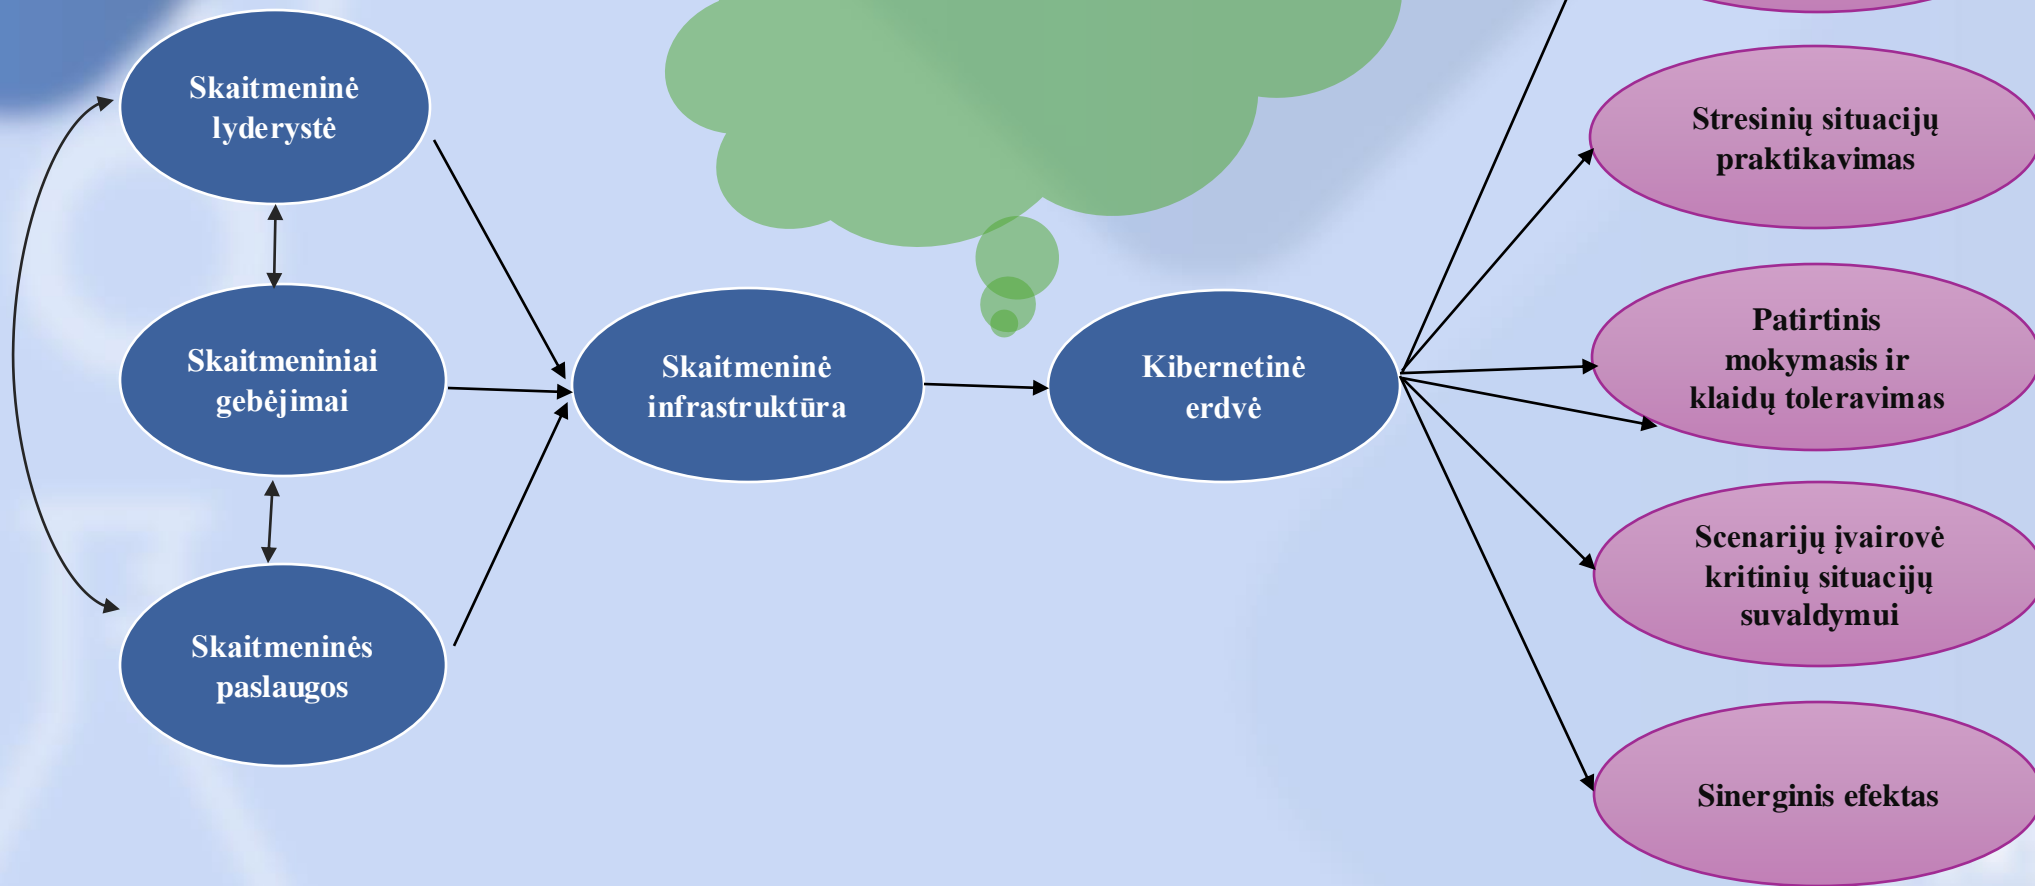 Skaitmeninė
lyderystė
Skaitmeniniai
gebėjimai
Skaitmeninės
paslaugos
Skaitmeninė
infrastruktūra
Kibernetinė
erdvė
Stresinių situacijų
praktikavimas
Patirtinis
mokymasis ir
klaidų toleravimas
Scenarijų įvairovė
kritinių situacijų
suvaldymui
Sinerginis efektas